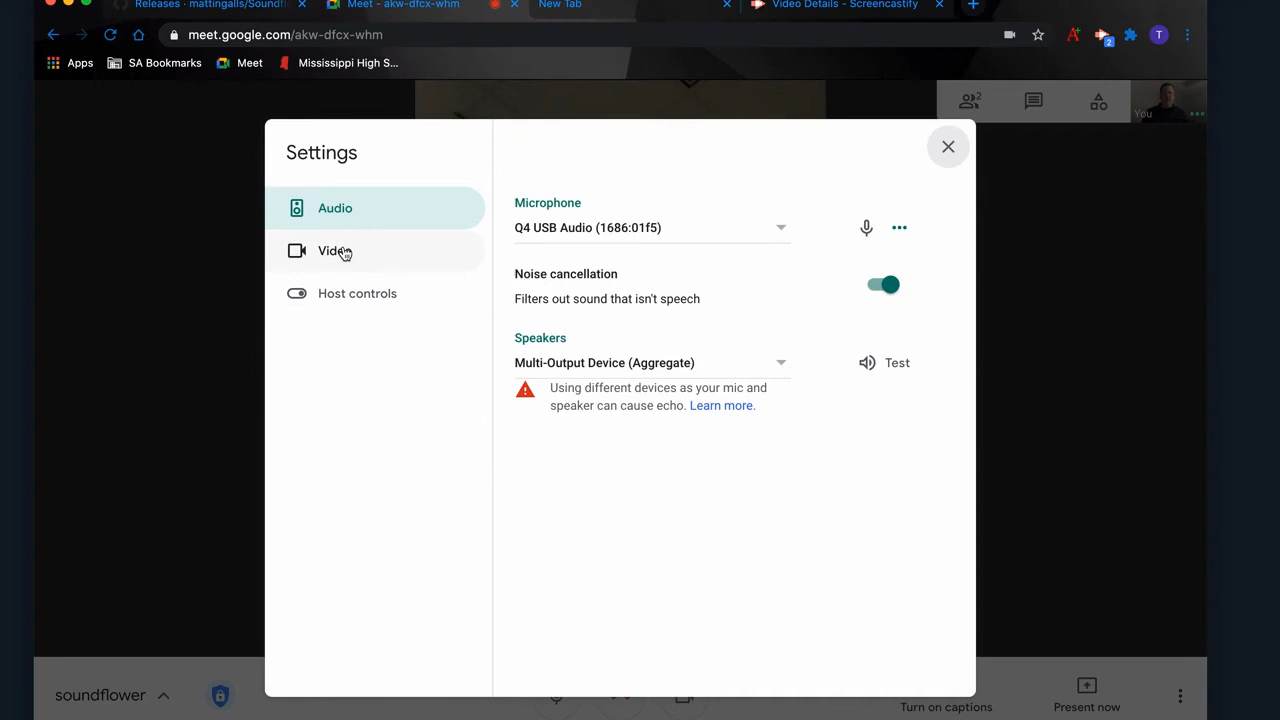 Releases · mattingalls/Soundfl
Meet - akw-dfcx-whm
New Tab
Video Details - Screencastify
meet.google.com/akw-dfcx-whm
2
T
Apps
SA Bookmarks
Meet
Mississippi High S...
2
You
Settings
Audio
Video
Host controls
Microphone
Q4 USB Audio (1686:01f5)
Noise cancellation
Filters out sound that isn't speech
Speakers
Multi-Output Device (Aggregate)
Test
Using different devices as your mic and
speaker can cause echo. Learn more.
soundflower
Turn on captions
Present now